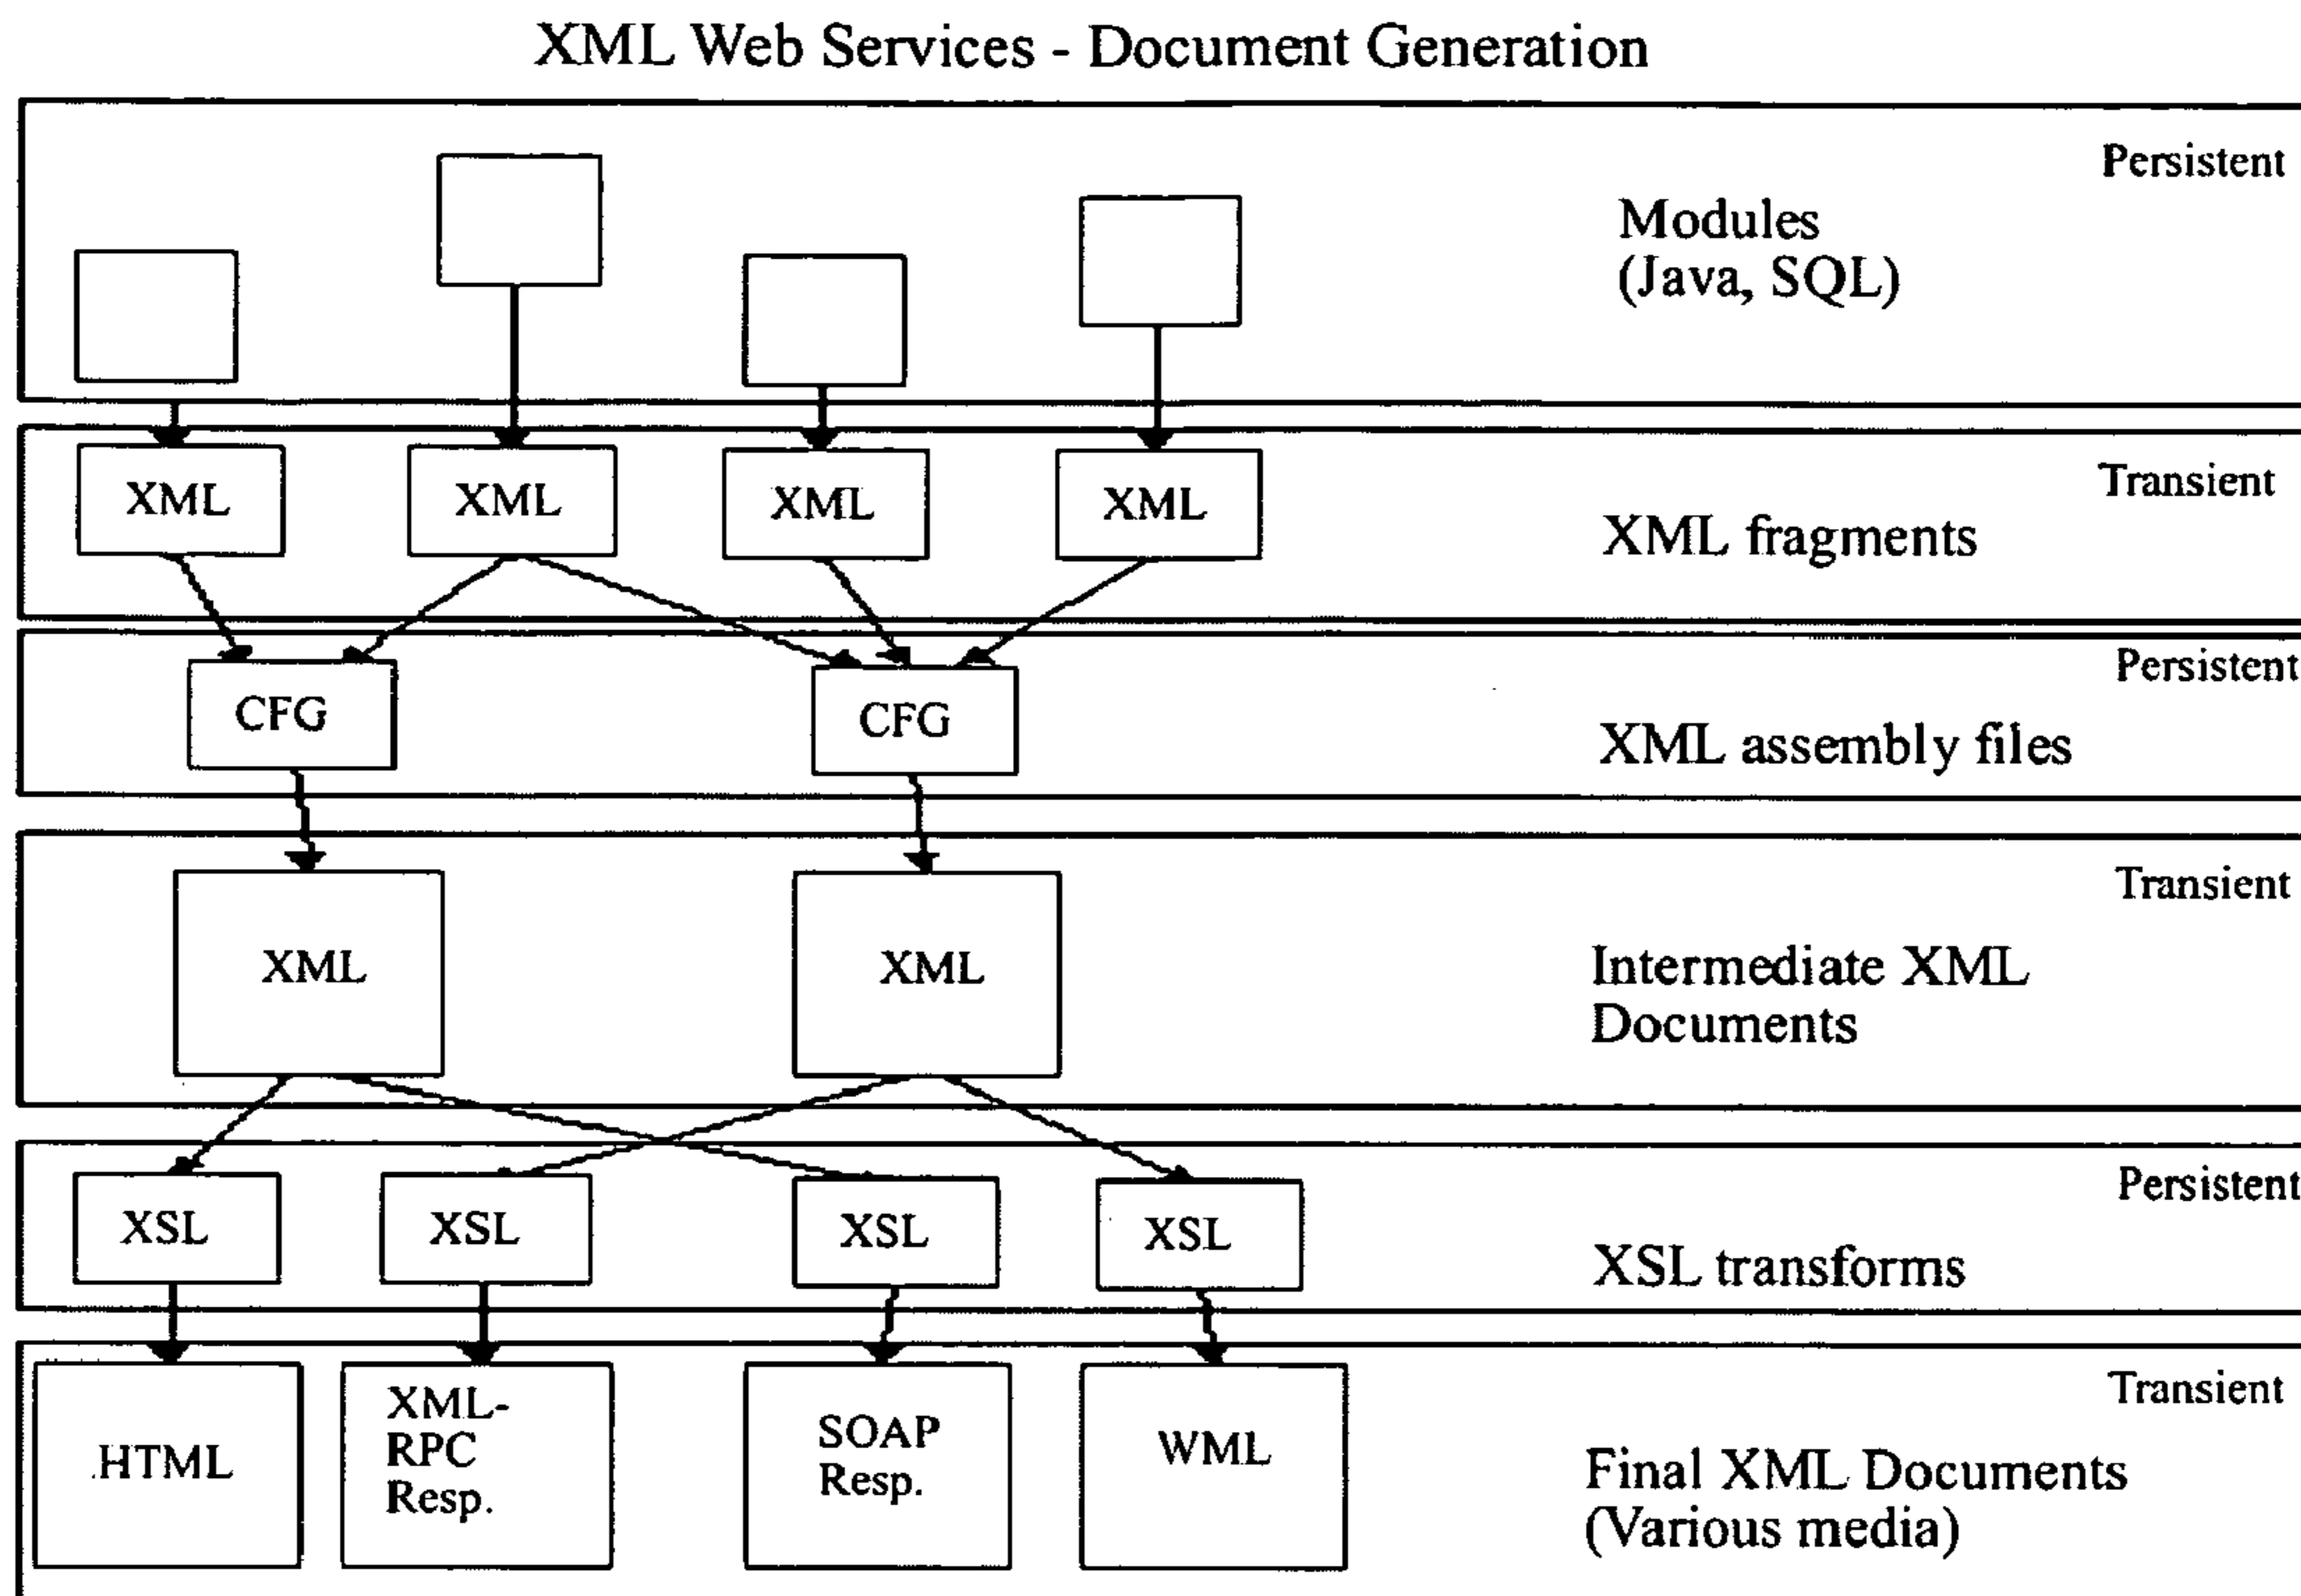 XML Web Services - Document Generation
Persistent
Modules
(Java, SQL)
XML XML XML XML
Transient
XML fragments
Persistent
CFG CFG
XML assembly files
Transient
XML XML
Intermediate XML
Documents
Persistent
XSL XSL XSL XSL
XSL transforms
Transient
HTML
XML-
RPC
Resp.
SOAP
Resp.
WML
Final XML Documents
(Various media)